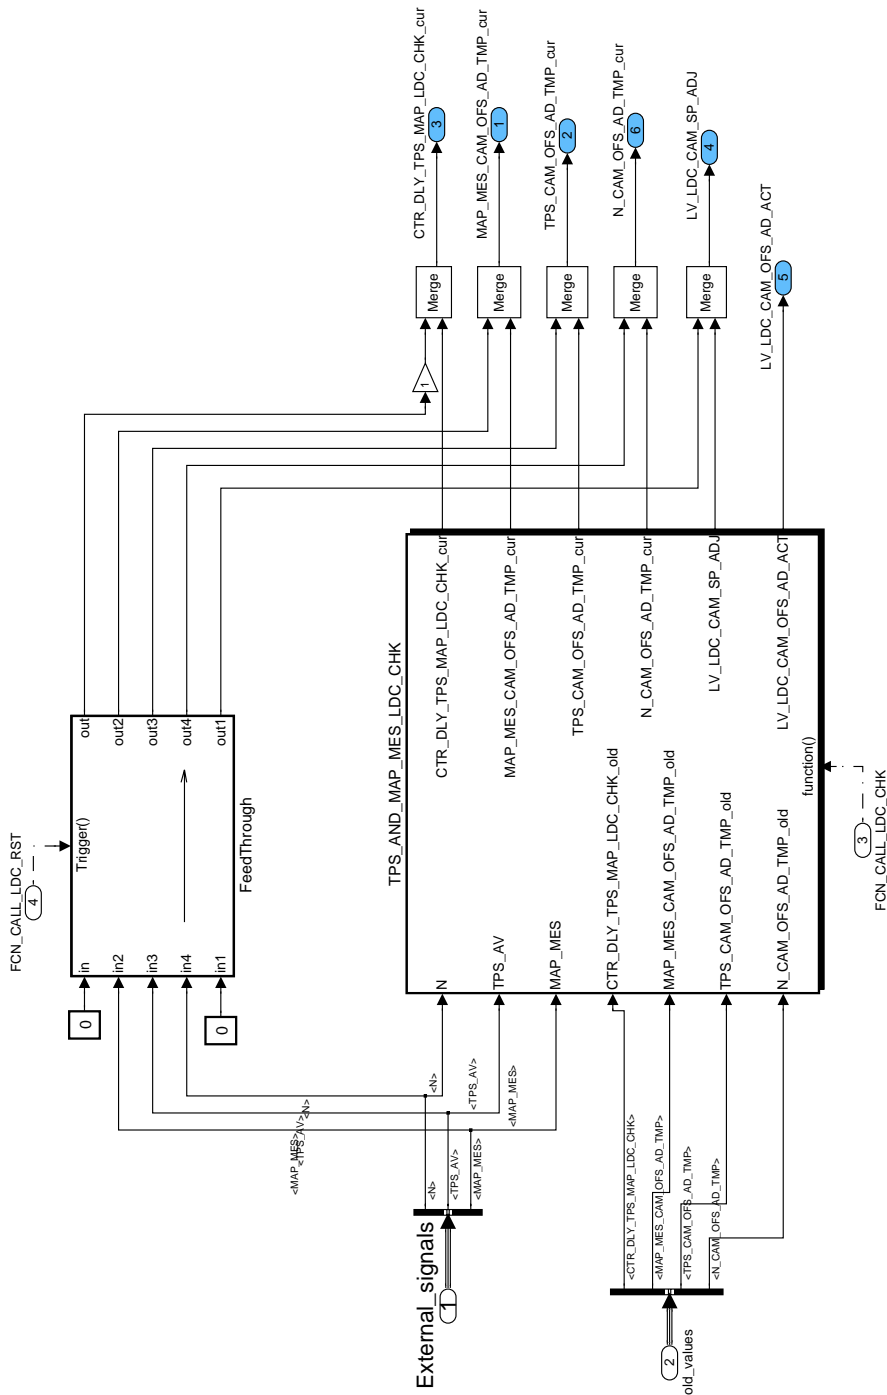 FCN_CALL_LDC_RST
4
0
0
in
in2
in3
in4
in1
Trigger()
out
out2
out3
out4
out1
FeedThrough
External_signals
1
<N>
<TPS_AV>
<MAP_MES>
<MAP_MES>
<TPS_AV>
<N>
<TPS_AV>
<MAP_MES>
old_values
2
<CTR_DLY_TPS_MAP_LDC_CHK>
<MAP_MES_CAM_OFS_AD_TMP>
<TPS_CAM_OFS_AD_TMP>
<N_CAM_OFS_AD_TMP>
TPS_AND_MAP_MES_LDC_CHK
N
TPS_AV
MAP_MES
CTR_DLY_TPS_MAP_LDC_CHK_old
MAP_MES_CAM_OFS_AD_TMP_old
TPS_CAM_OFS_AD_TMP_old
N_CAM_OFS_AD_TMP_old
function()
CTR_DLY_TPS_MAP_LDC_CHK_cur
MAP_MES_CAM_OFS_AD_TMP_cur
TPS_CAM_OFS_AD_TMP_cur
N_CAM_OFS_AD_TMP_cur
LV_LDC_CAM_SP_ADJ
LV_LDC_CAM_OFS_AD_ACT
3
FCN_CALL_LDC_CHK
1
Merge
Merge
Merge
Merge
Merge
CTR_DLY_TPS_MAP_LDC_CHK_cur
3
MAP_MES_CAM_OFS_AD_TMP_cur
1
TPS_CAM_OFS_AD_TMP_cur
2
N_CAM_OFS_AD_TMP_cur
6
LV_LDC_CAM_SP_ADJ
4
LV_LDC_CAM_OFS_AD_ACT
5